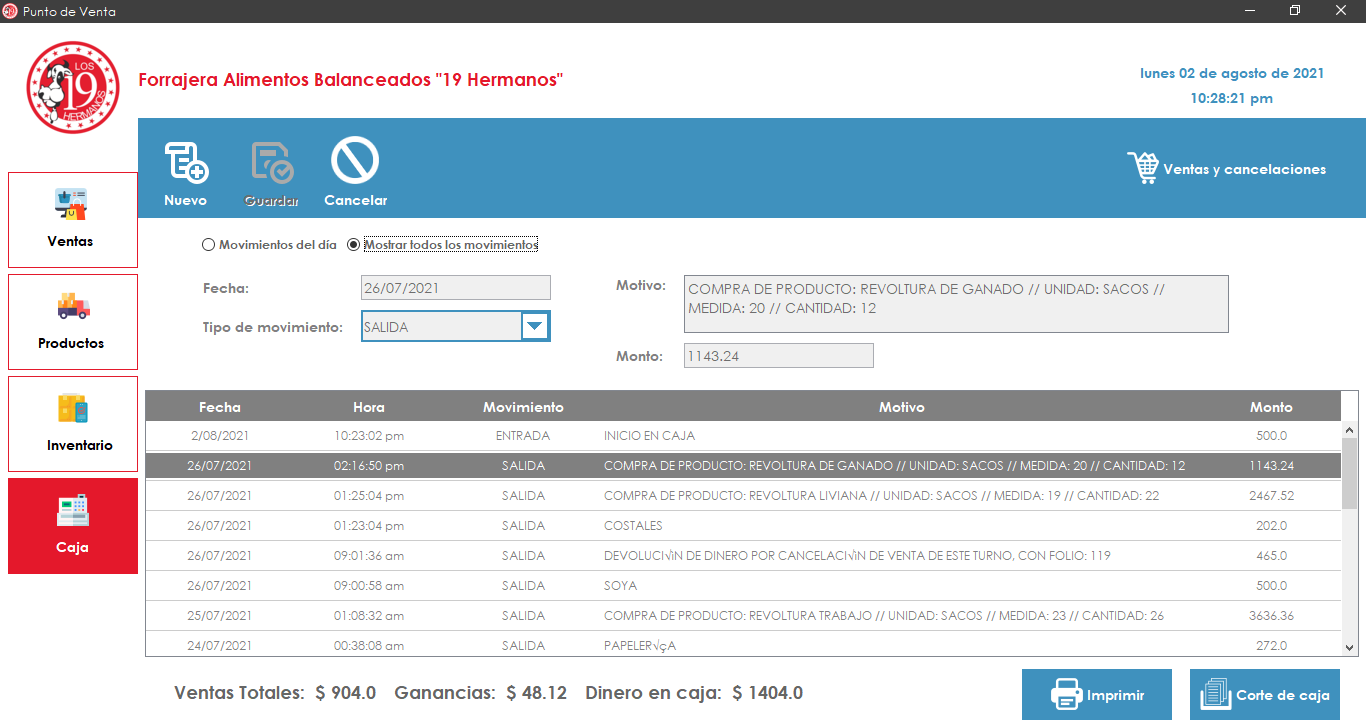 Punto de Venta
LOS
19
HERMANOS
Forrajera Alimentos Balanceados "19 Hermanos"
lunes 02 de agosto de 2021
10:28:21 pm
Nuevo
Guardar
Cancelar
Ventas y cancelaciones
Ventas
Productos
Inventario
Caja
Movimientos del día
Mostrar todos los movimientos
Fecha:
26/07/2021
Tipo de movimiento:
SALIDA
Motivo:
COMPRA DE PRODUCTO: REVOLTURA DE GANADO // UNIDAD: SACOS //
MEDIDA: 20 // CANTIDAD: 12
Monto:
1143.24
Fecha Hora Movimiento Motivo Monto
2/08/2021 10:23:02 pm ENTRADA INICIO EN CAJA 500.0
26/07/2021 02:16:50 pm SALIDA COMPRA DE PRODUCTO: REVOLTURA DE GANADO // UNIDAD: SACOS // MEDIDA: 20 // CANTIDAD: 12 1143.24
26/07/2021 01:25:04 pm SALIDA COMPRA DE PRODUCTO: REVOLTURA LIVIANA // UNIDAD: SACOS // MEDIDA: 19 // CANTIDAD: 22 2467.52
26/07/2021 01:23:04 pm SALIDA COSTALES 202.0
26/07/2021 09:01:36 am SALIDA DEVOLUCI√ìN DE DINERO POR CANCELACI√ìN DE VENTA DE ESTE TURNO, CON FOLIO: 119 465.0
26/07/2021 09:00:58 am SALIDA SOYA 500.0
25/07/2021 01:08:32 am SALIDA COMPRA DE PRODUCTO: REVOLTURA TRABAJO // UNIDAD: SACOS // MEDIDA: 23 // CANTIDAD: 26 3636.36
24/07/2021 00:38:08 am SALIDA PAPELER√çA 272.0
Ventas Totales: $ 904.0 Ganancias: $ 48.12 Dinero en caja: $ 1404.0
Imprimir
Corte de caja